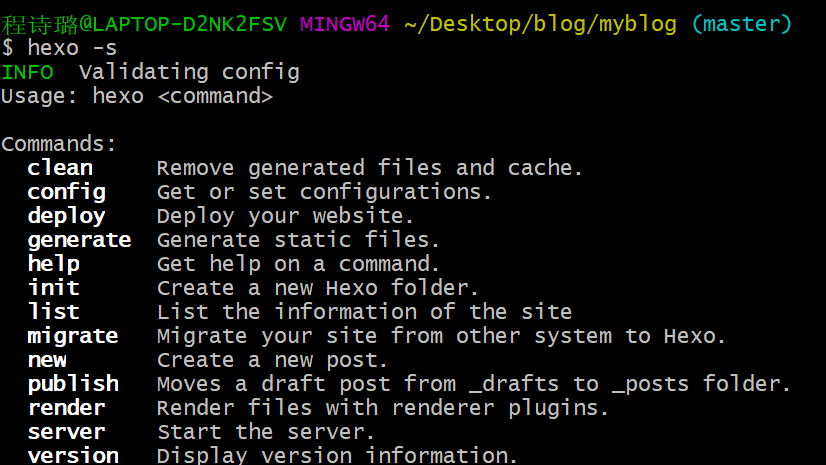 程诗璐@LAPTOP-D2NK2FSV MINGW64 ~/Desktop/blog/myblog (master)
$ hexo -s
INFO  Validating config
Usage: hexo <command>

Commands:
  clean     Remove generated files and cache.
  config    Get or set configurations.
  deploy    Deploy your website.
  generate  Generate static files.
  help      Get help on a command.
  init      Create a new Hexo folder.
  list      List the information of the site
  migrate   Migrate your site from other system to Hexo.
  new       Create a new post.
  publish   Moves a draft post from _drafts to _posts folder.
  render    Render files with renderer plugins.
  server    Start the server.
  version   Display version information.